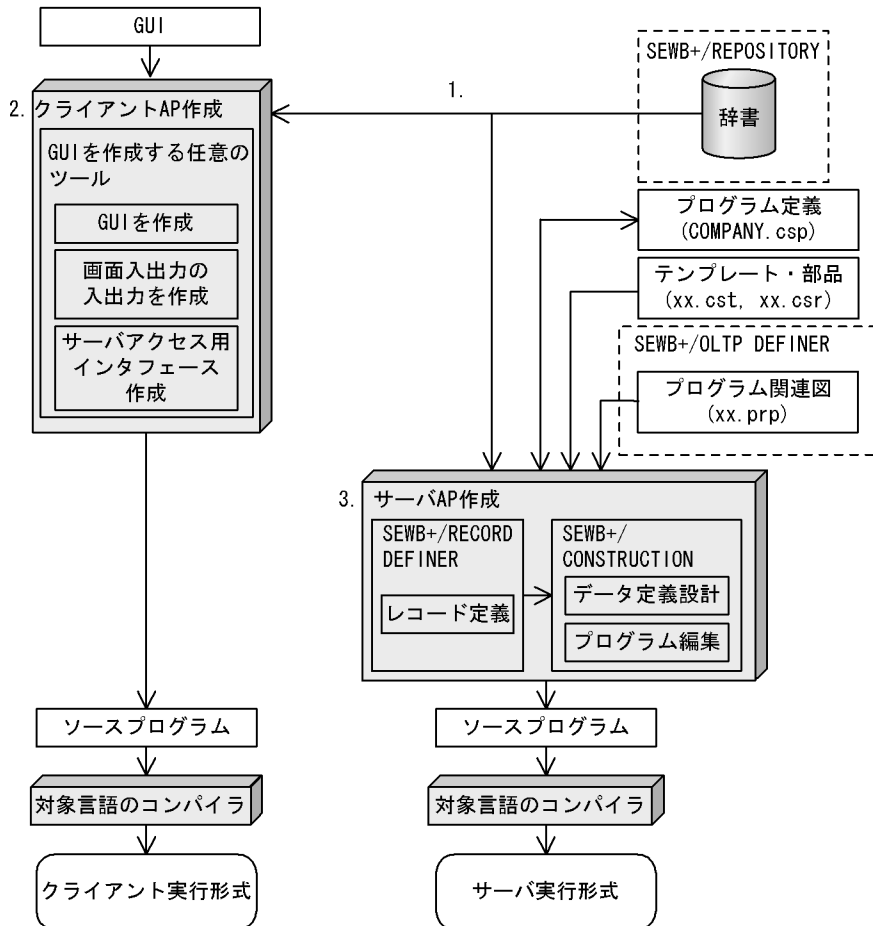 GUI
SEWB+/REPOSITORY
辞書
1.
2.
クライアントAP作成
GUIを作成する任意の
ツール
GUIを作成
画面入出力の
入出力を作成
サーバアクセス用
インタフェース
作成
プログラム定義
(COMPANY.csp)
テンプレート・部品
(xx.cst, xx.csr)
SEWB+/OLTP DEFINER
プログラム関連図
(xx.prp)
3.
サーバAP作成
SEWB+/RECORD
DEFINER
レコード定義
SEWB+/
CONSTRUCTION
データ定義設計
プログラム編集
ソースプログラム
対象言語のコンパイラ
クライアント実行形式
ソースプログラム
対象言語のコンパイラ
サーバ実行形式